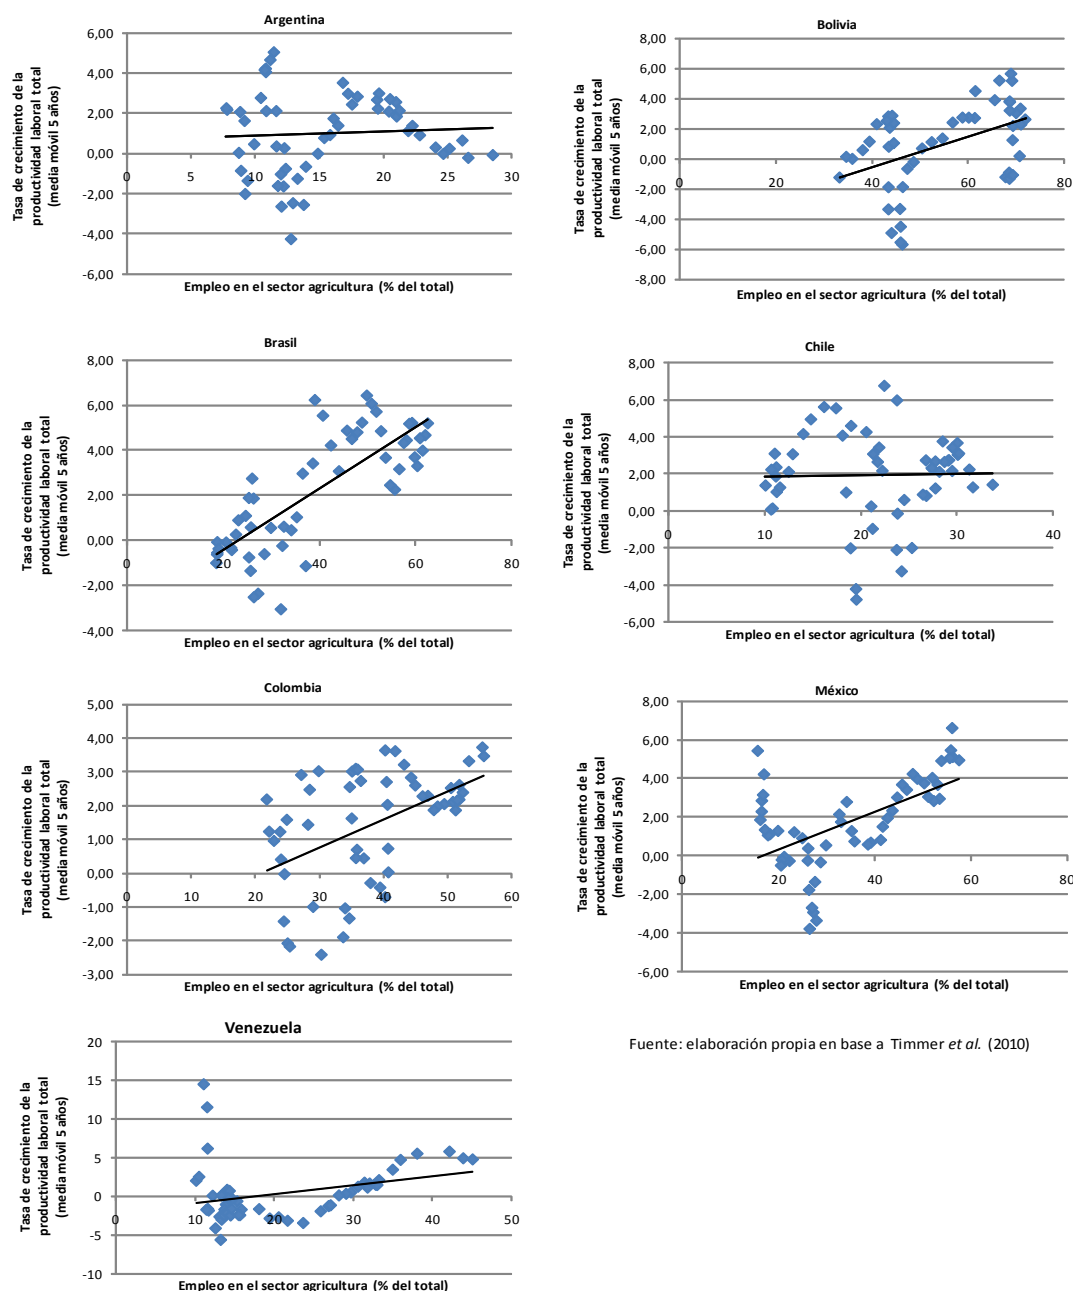 Argentina
Tasa de crecimiento de la
productividad laboral total
(media móvil 5 años)
6,00
4,00
2,00
0,00
-2,00
-4,00
-6,00
0 5 10 15 20 25 30
Empleo en el sector agricultura (% del total)
Bolivia
Tasa de crecimiento de la
productividad laboral total
(media móvil 5 años)
8,00
6,00
4,00
2,00
0,00
-2,00
-4,00
-6,00
-8,00
0 20 40 60 80
Empleo en el sector agricultura (% del total)
Brasil
Tasa de crecimiento de la
productividad laboral total
(media móvil 5 años)
8,00
6,00
4,00
2,00
0,00
-2,00
-4,00
0 20 40 60 80
Empleo en el sector agricultura (% del total)
Chile
Tasa de crecimiento de la
productividad laboral total
(media móvil 5 años)
8,00
6,00
4,00
2,00
0,00
-2,00
-4,00
-6,00
0 10 20 30 40
Empleo en el sector agricultura (% del total)
Colombia
Tasa de crecimiento de la
productividad laboral total
(media móvil 5 años)
5,00
4,00
3,00
2,00
1,00
0,00
-1,00
-2,00
-3,00
0 10 20 30 40 50 60
Empleo en el sector agricultura (% del total)
México
Tasa de crecimiento de la
productividad laboral total
(media móvil 5 años)
8,00
6,00
4,00
2,00
0,00
-2,00
-4,00
-6,00
0 20 40 60 80
Empleo en el sector agricultura (% del total)
Venezuela
Tasa de crecimiento de la
productividad laboral total
(media móvil 5 años)
20
15
10
5
0
-5
-10
0 10 20 30 40 50
Empleo en el sector agricultura (% del total)
Fuente: elaboración propia en base a Timmer et al. (2010)